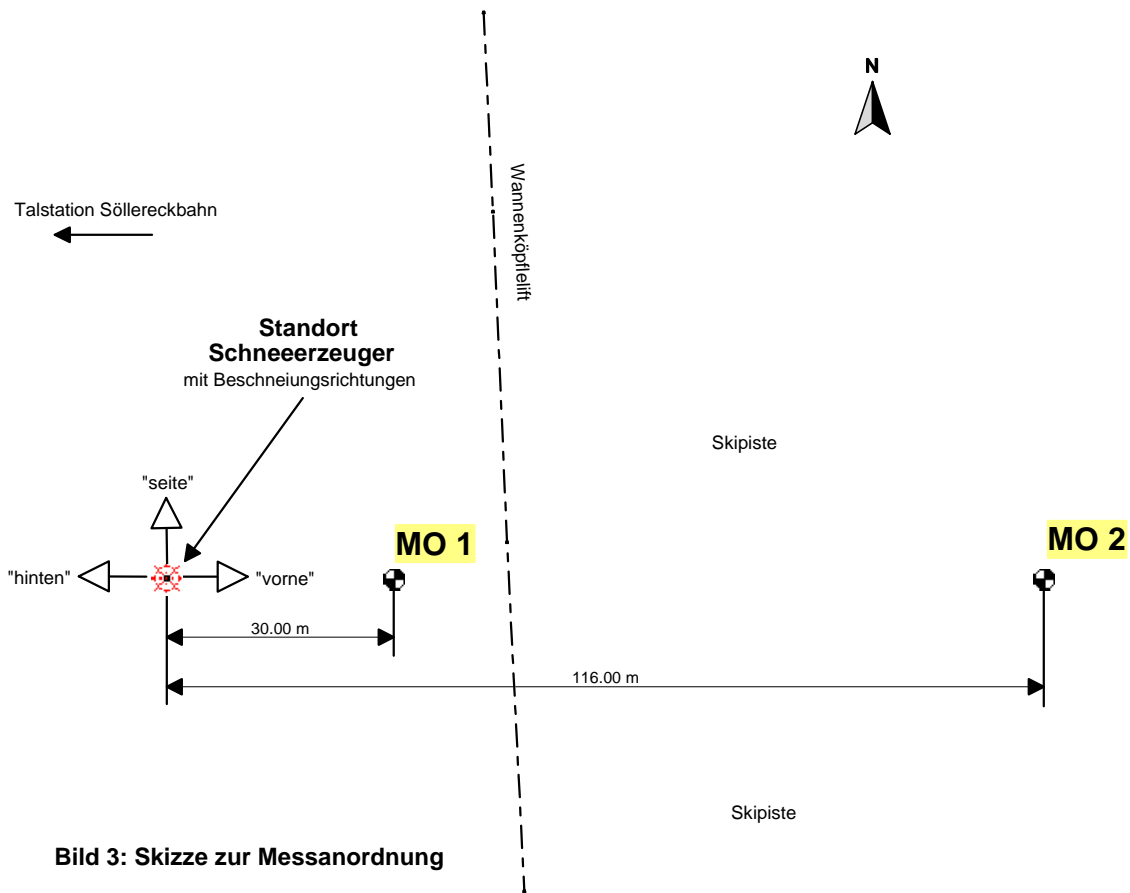 N
Wannenköpflelift
Talstation Söllereckbahn
Standort
Schneeerzeuger
mit Beschneiungsrichtungen
Skipiste
"seite"
MO 1
MO 2
"hinten"
"vorne"
30.00 m
116.00 m
Skipiste
Bild 3: Skizze zur Messanordnung